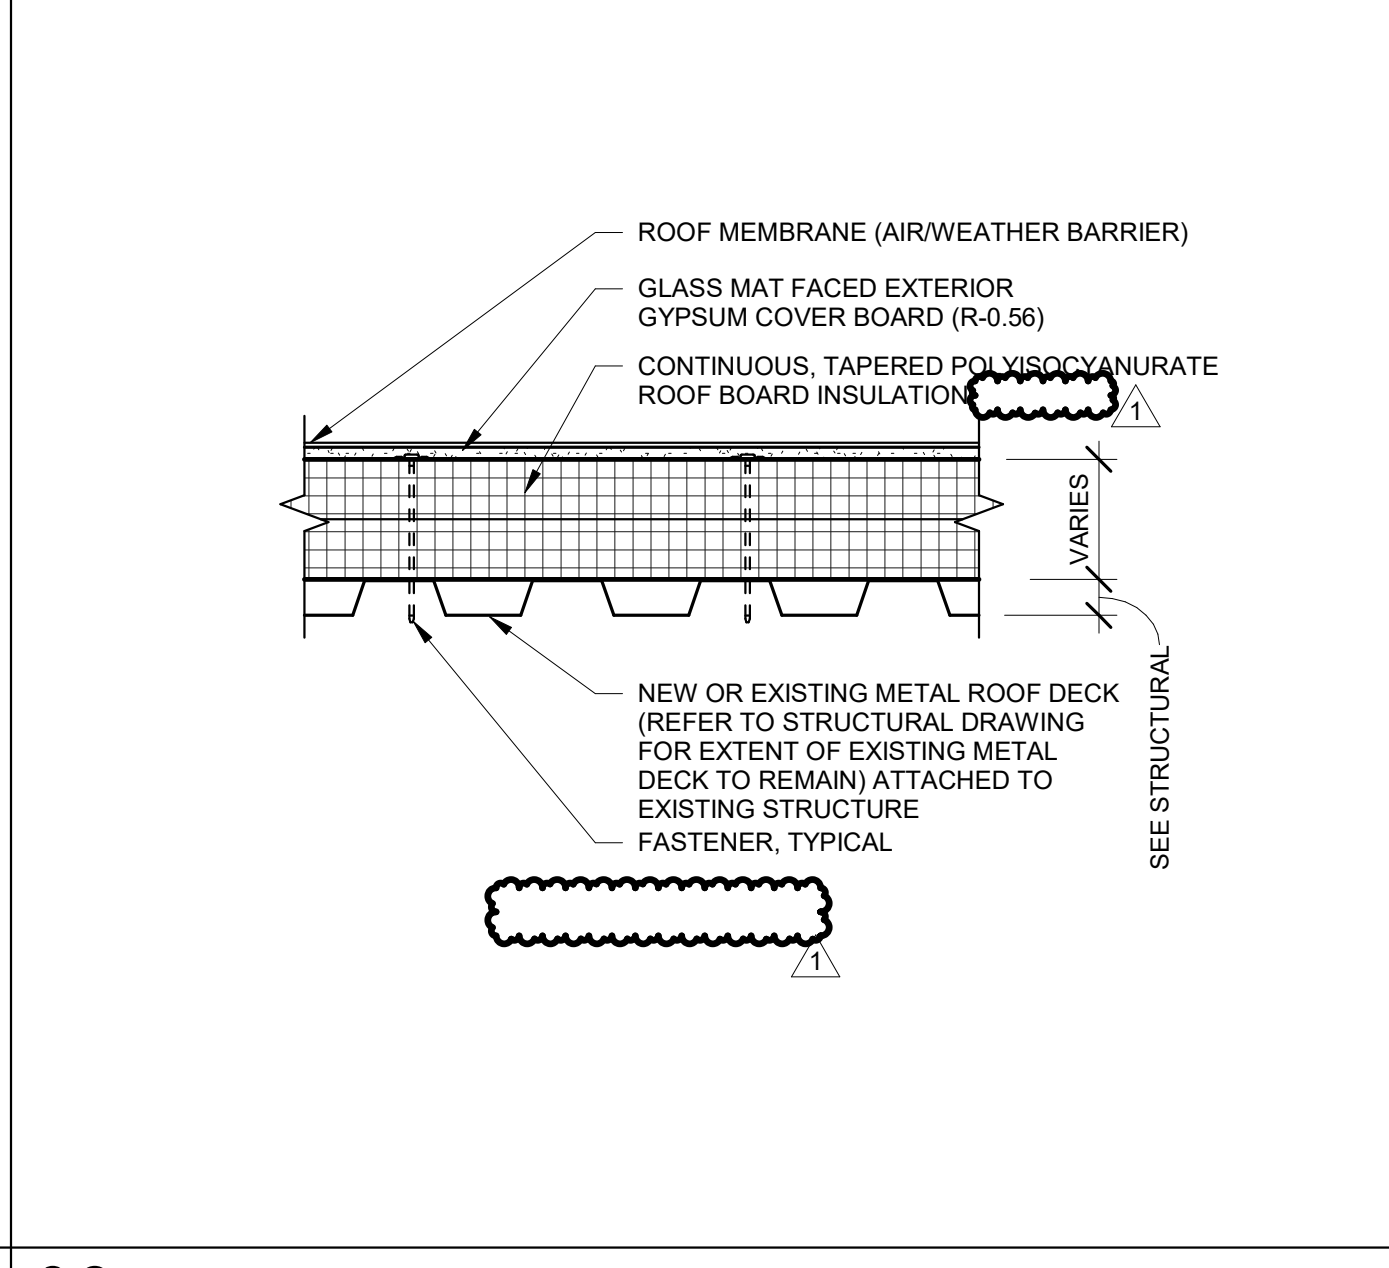 ROOF MEMBRANE (AIR/WEATHER BARRIER)
GLASS MAT FACED EXTERIOR
GYPSUM COVER BOARD (R-0.56)
CONTINUOUS, TAPERED POLYISOCYANURATE
ROOF BOARD INSULATION
1
VARIES
SEE STRUCTURAL
NEW OR EXISTING METAL ROOF DECK
(REFER TO STRUCTURAL DRAWING
FOR EXTENT OF EXISTING METAL
DECK TO REMAIN) ATTACHED TO
EXISTING STRUCTURE
FASTENER, TYPICAL
1